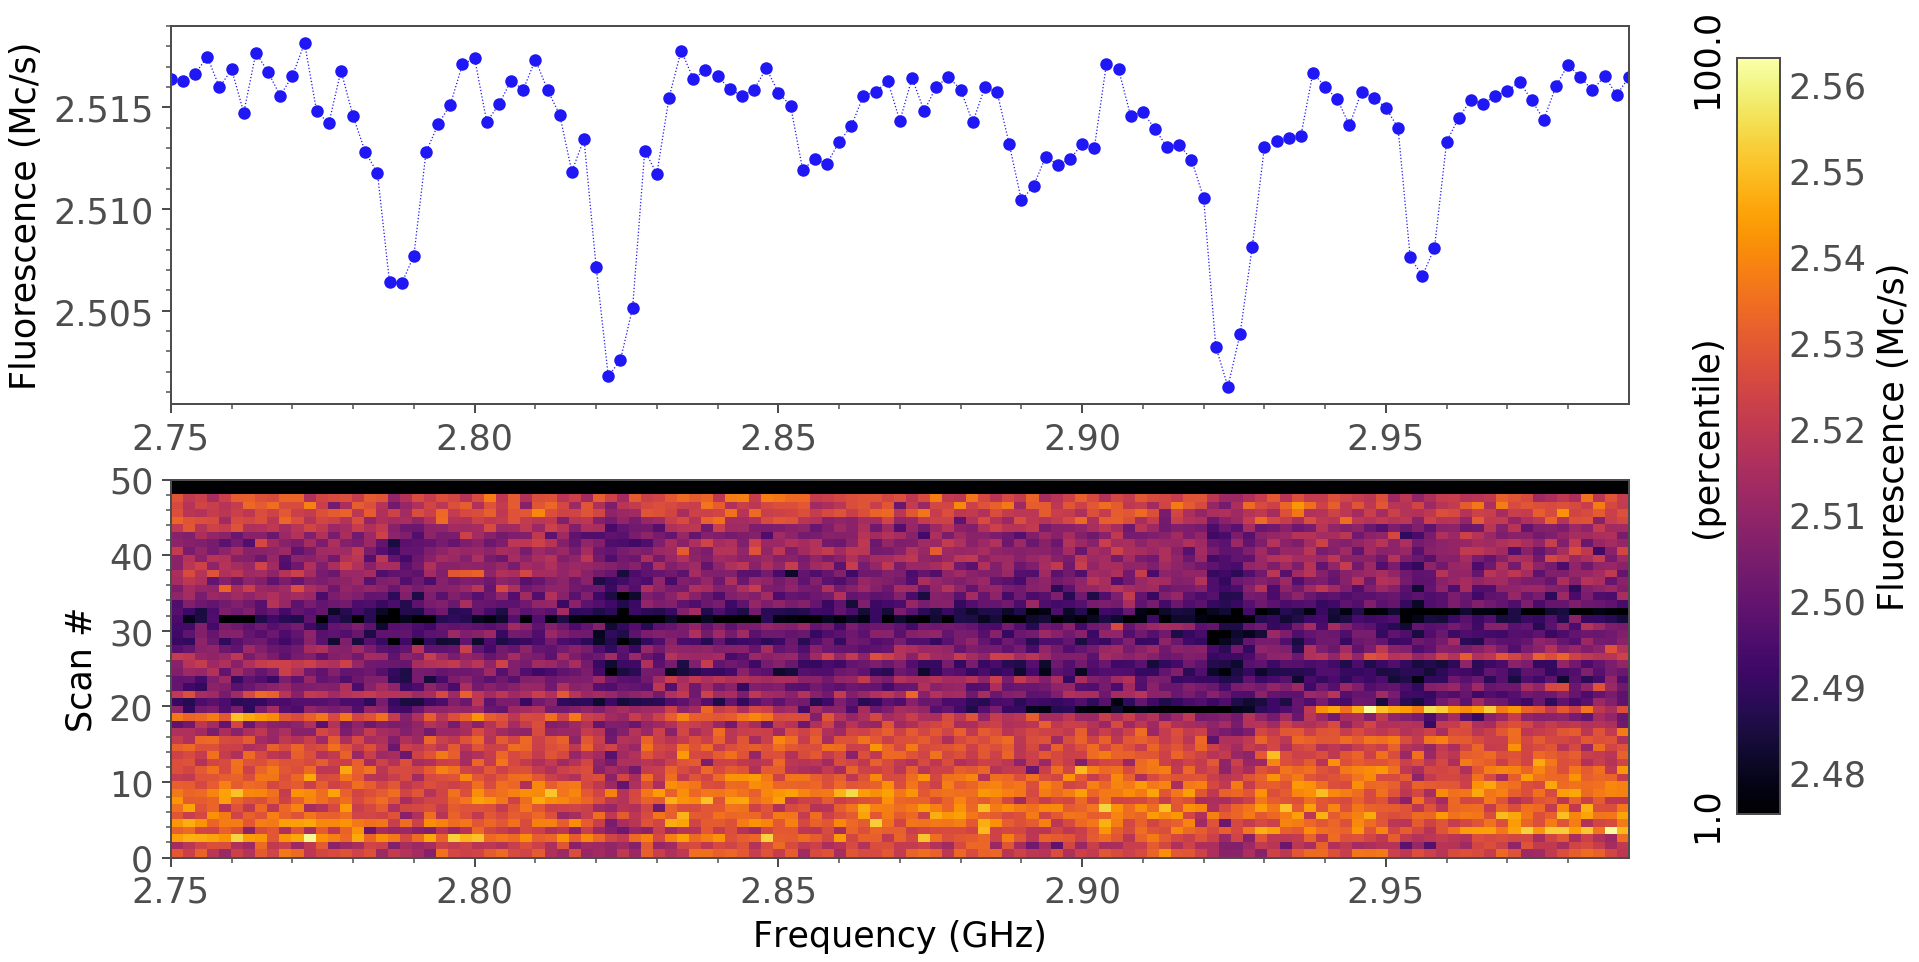 Fluorescence (Mc/s)
2.515
2.510
2.505
2.75 2.80 2.85 2.90 2.95
Scan #
50
40
30
20
10
0
2.75 2.80 2.85 2.90 2.95
Frequency (GHz)
100.0
(percentile)
1.0
2.56
2.55
2.54
2.53
2.52
2.51
2.50
2.49
2.48
Fluorescence (Mc/s)